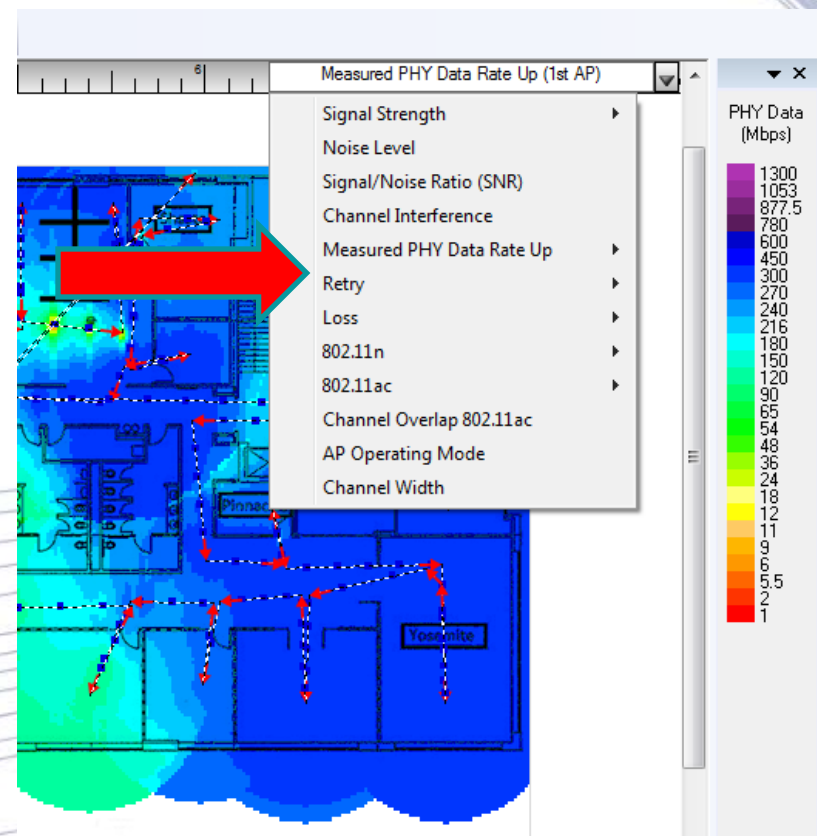 6
Measured PHY Data Rate Up (1st AP)
Signal Strength
Noise Level
Signal/Noise Ratio (SNR)
Channel Interference
Measured PHY Data Rate Up
Retry
Loss
802.11n
802.11ac
Channel Overlap 802.11ac
AP Operating Mode
Channel Width
Yosemite
PHY Data
(Mbps)
1300
1053
877.5
780
600
450
300
270
240
216
180
150
120
90
65
54
48
36
24
18
12
11
9
6
5.5
2
1